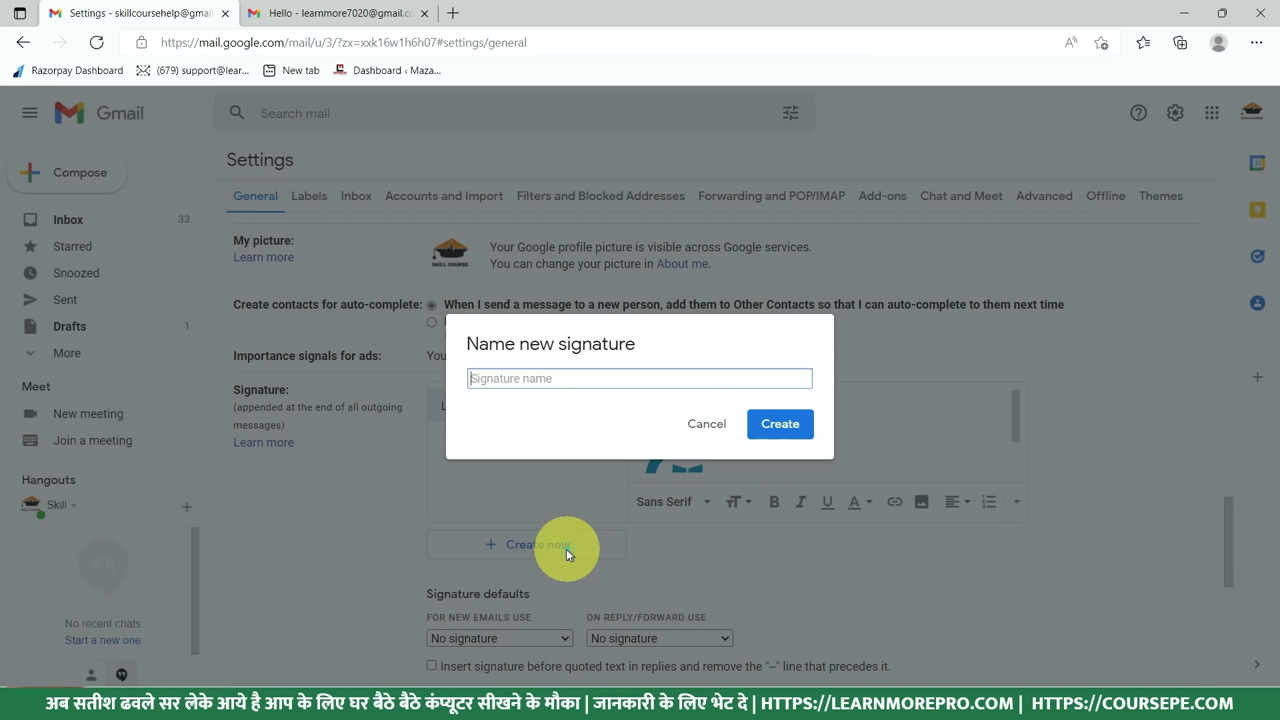 Settings - skillcoursehelp@gmai
Hello - learnmore7020@gmail.co
https://mail.google.com/mail/u/3/?zx=xxk16w1h6h07#settings/general
Razorpay Dashboard
(679) support@lear...
New tab
Dashboard ‹ Maza...
Gmail
Search mail
Compose
Settings
General
Labels
Inbox
Accounts and Import
Filters and Blocked Addresses
Forwarding and POP/IMAP
Add-ons
Chat and Meet
Advanced
Offline
Themes
Inbox 33
Starred
Snoozed
Sent
Drafts 1
More
Meet
New meeting
Join a meeting
Hangouts
Skill
No recent chats
Start a new one
My picture:
Learn more
SKILL COURSE
Your Google profile picture is visible across Google services.
You can change your picture in About me.
Create contacts for auto-complete:
When I send a message to a new person, add them to Other Contacts so that I can auto-complete to them next time
Importance signals for ads:
You
Signature:
(appended at the end of all outgoing
messages)
Learn more
Name new signature
Signature name
Cancel
Create
Sans Serif
Create new
Signature defaults
FOR NEW EMAILS USE
ON REPLY/FORWARD USE
No signature
No signature
Insert signature before quoted text in replies and remove the "--" line that precedes it.
अब सतीश ढवले सर लेके आये है आप के लिए घर बैठे बैठे कंप्यूटर सीखने के मौका | जानकारी के लिए भेट दे | HTTPS://LEARNMOREPRO.COM | HTTPS://COURSEPE.COM